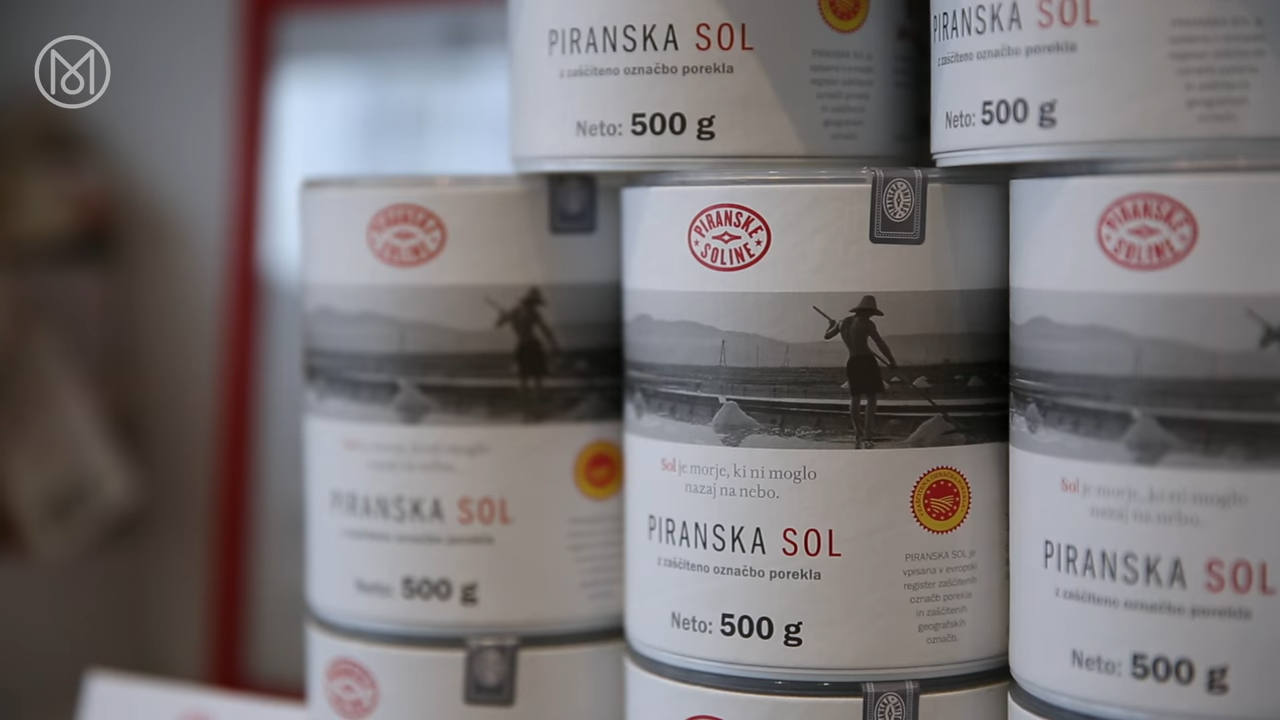 PIRANSKA SOL
z zaščiteno označbo porekla
Neto: 500 g
PIRANSKA SOL
z zaščiteno označbo porekla
Neto: 500 g
PIRANSKE
SOLINE
PIRANSKA SOL
Neto: 500 g
PIRANSKE
SOLINE
Sol je morje, ki ni moglo
nazaj na nebo.
PIRANSKA SOL
z zaščiteno označbo porekla
Neto: 500 g
PIRANSKA SOL je
vpisana v evropski
register zaščitenih
označb porekla
in zaščitenih
geografskih
označb.
PIRANSKE
SOLINE
Sol je morje, ki ni moglo
nazaj na nebo.
PIRANSKA SOL
z zaščiteno označbo porekla
Neto: 500 g